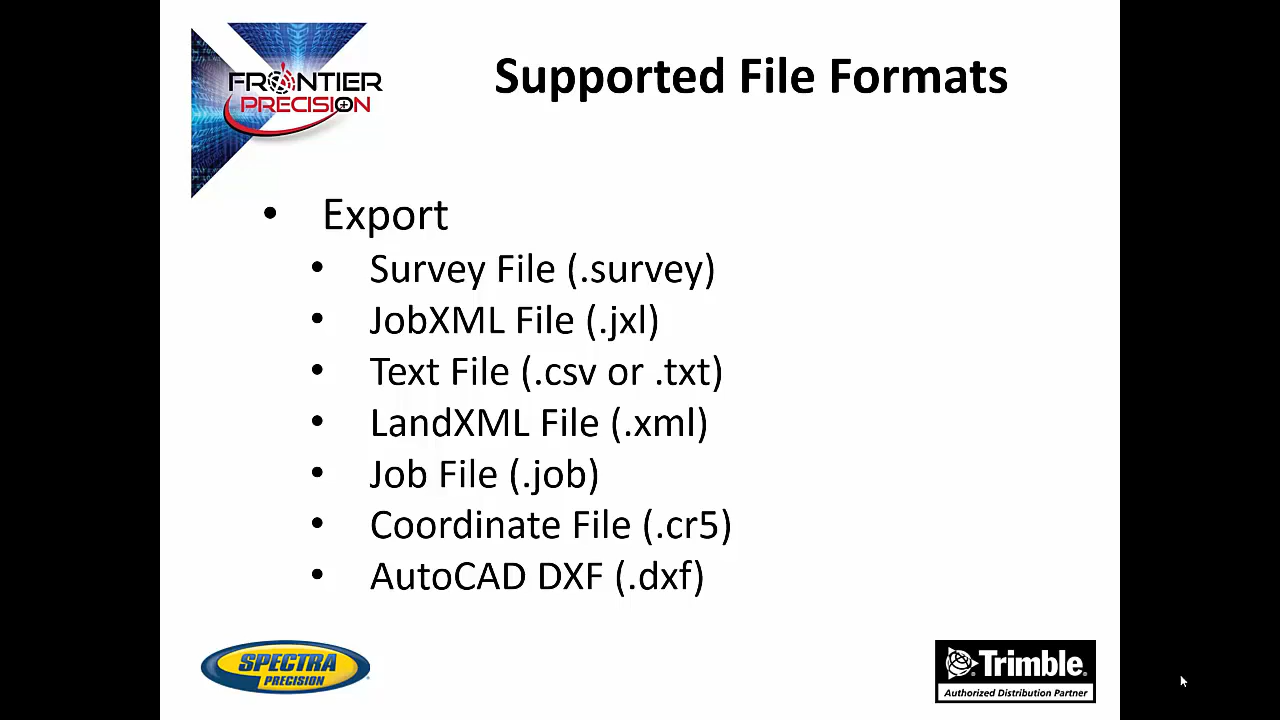 FRONTIER
PRECISION
Supported File Formats
• Export
• Survey File (.survey)
• JobXML File (.jxl)
• Text File (.csv or .txt)
• LandXML File (.xml)
• Job File (.job)
• Coordinate File (.cr5)
• AutoCAD DXF (.dxf)
SPECTRA
PRECISION
Trimble
Authorized Distribution Partner